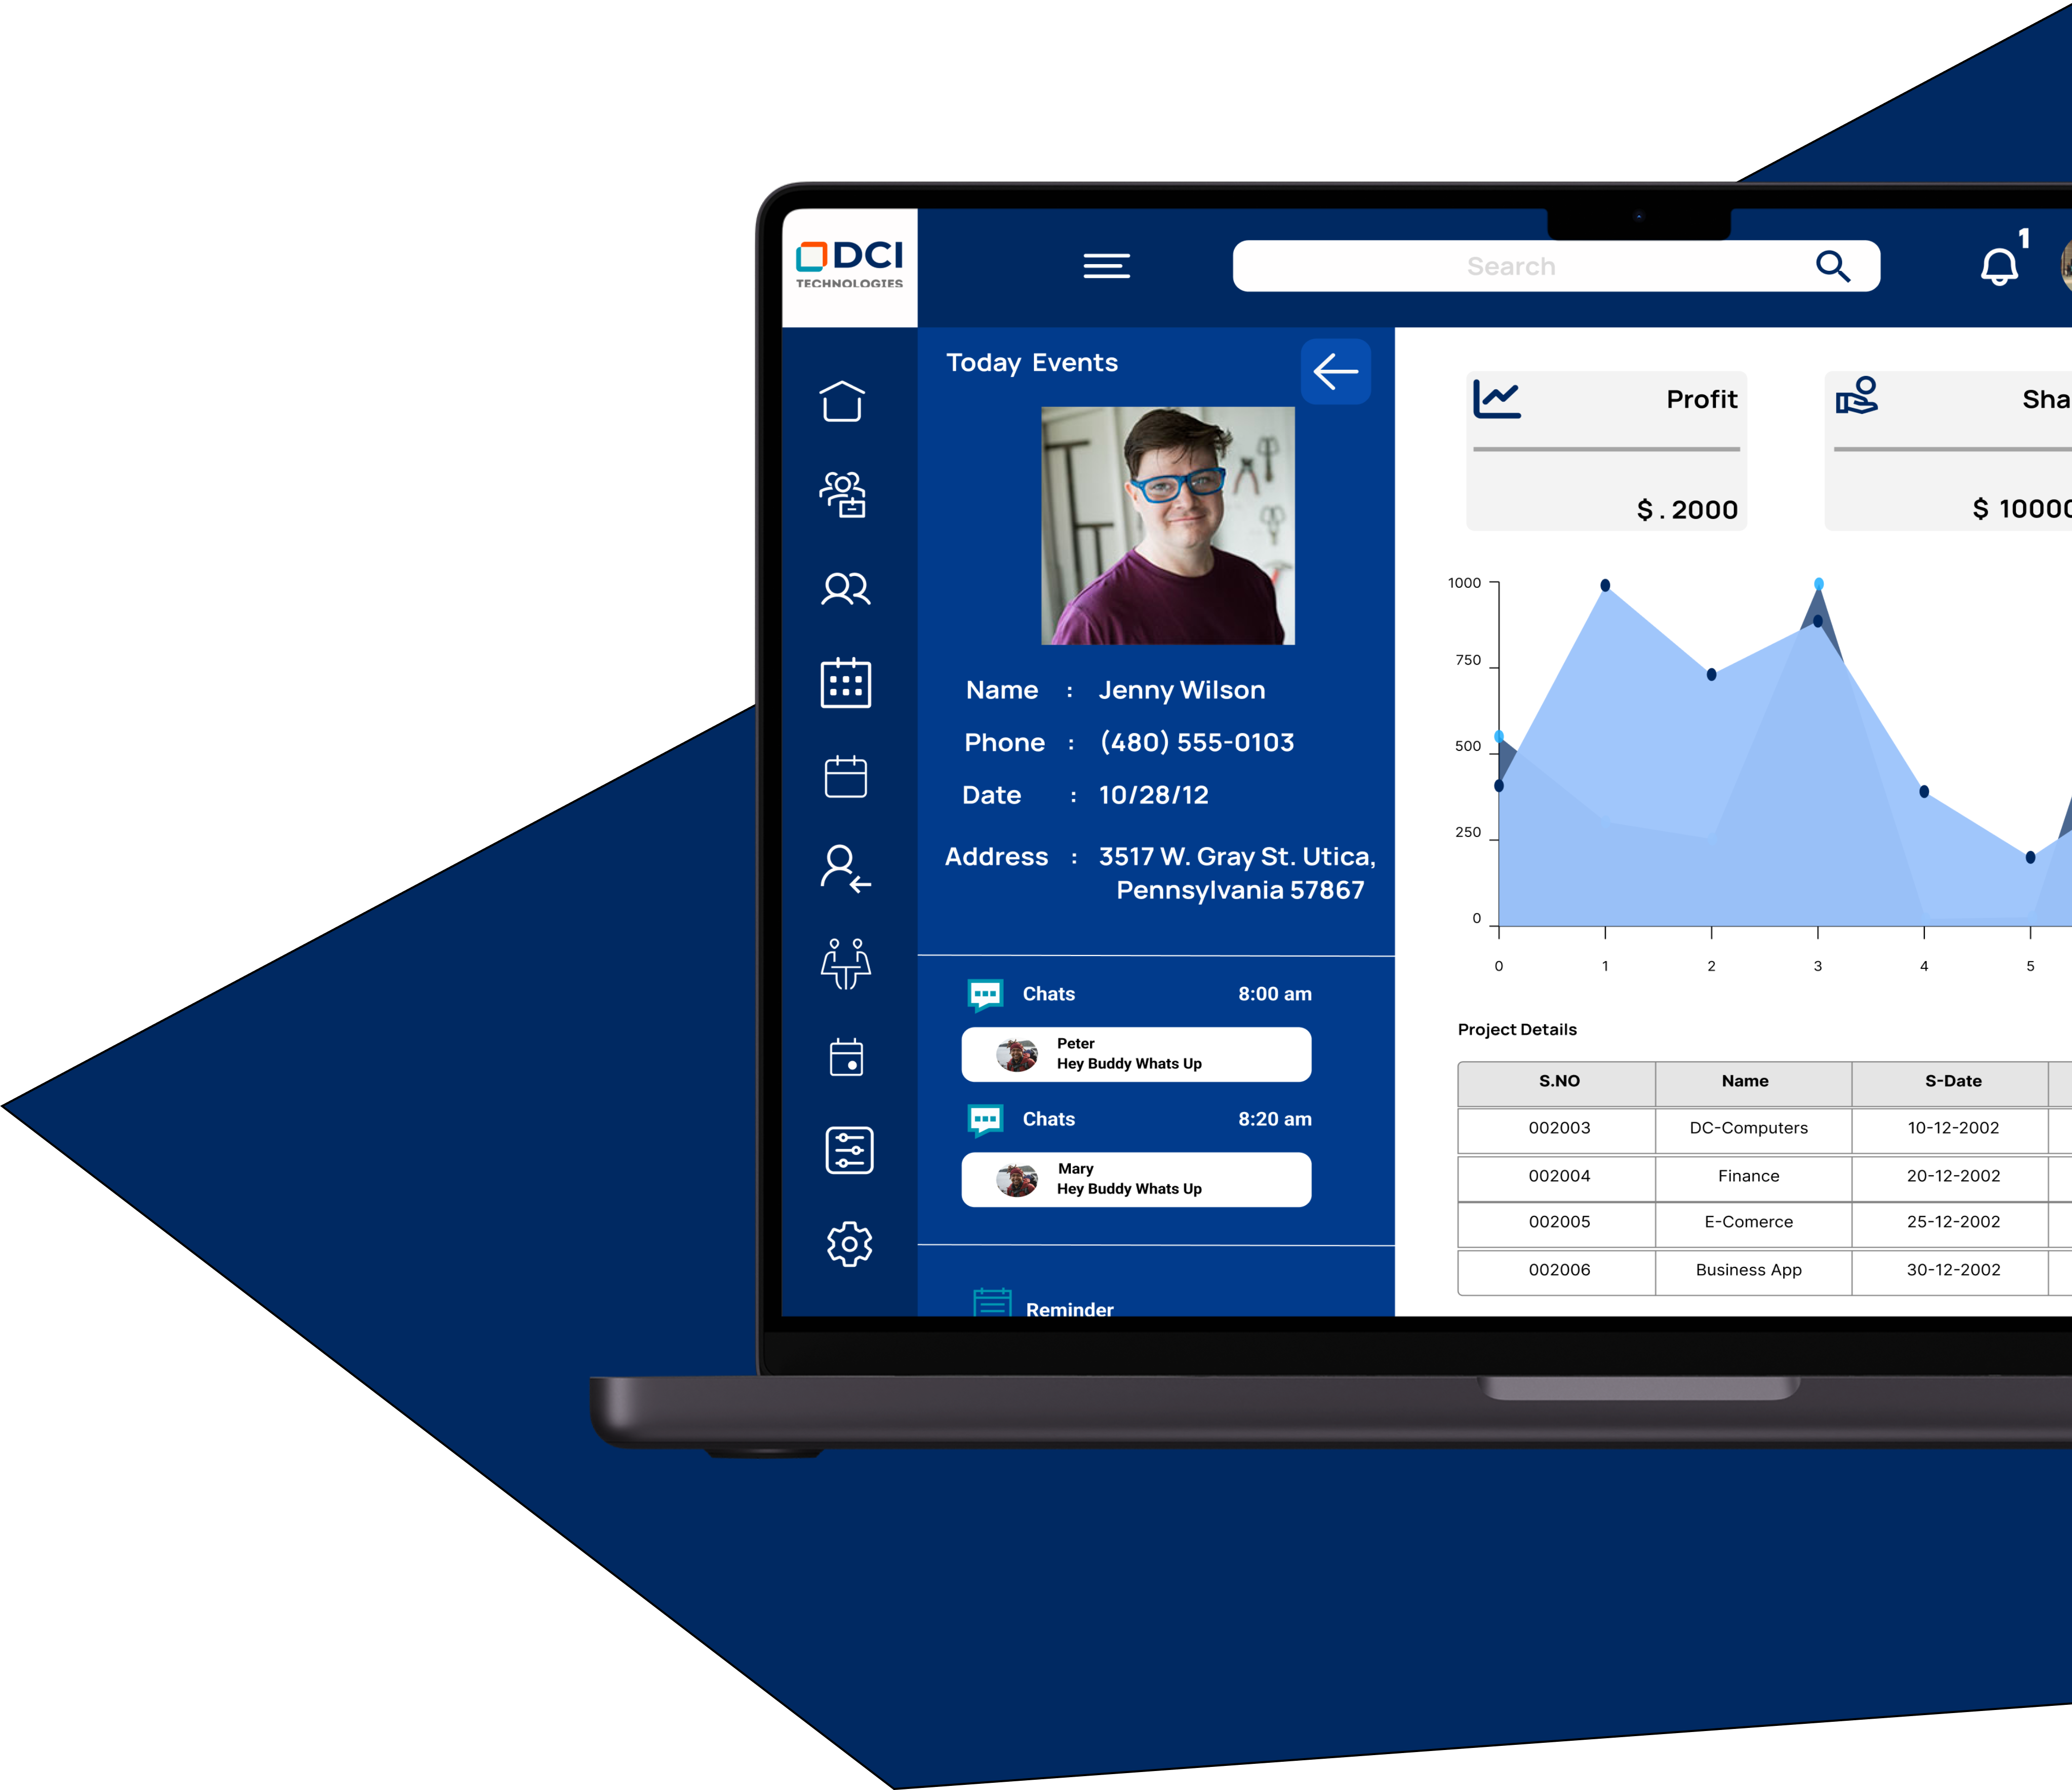 DCI
TECHNOLOGIES
Search
1
Today Events
Name : Jenny Wilson
Phone : (480) 555-0103
Date : 10/28/12
Address : 3517 W. Gray St. Utica,
Pennsylvania 57867
Chats 8:00 am
Peter
Hey Buddy Whats Up
Chats 8:20 am
Mary
Hey Buddy Whats Up
Reminder
Profit
$ . 2000
Sha
$ 10000
1000
750
500
250
0
0 1 2 3 4 5
Project Details
S.NO Name S-Date
002003 DC-Computers 10-12-2002
002004 Finance 20-12-2002
002005 E-Comerce 25-12-2002
002006 Business App 30-12-2002